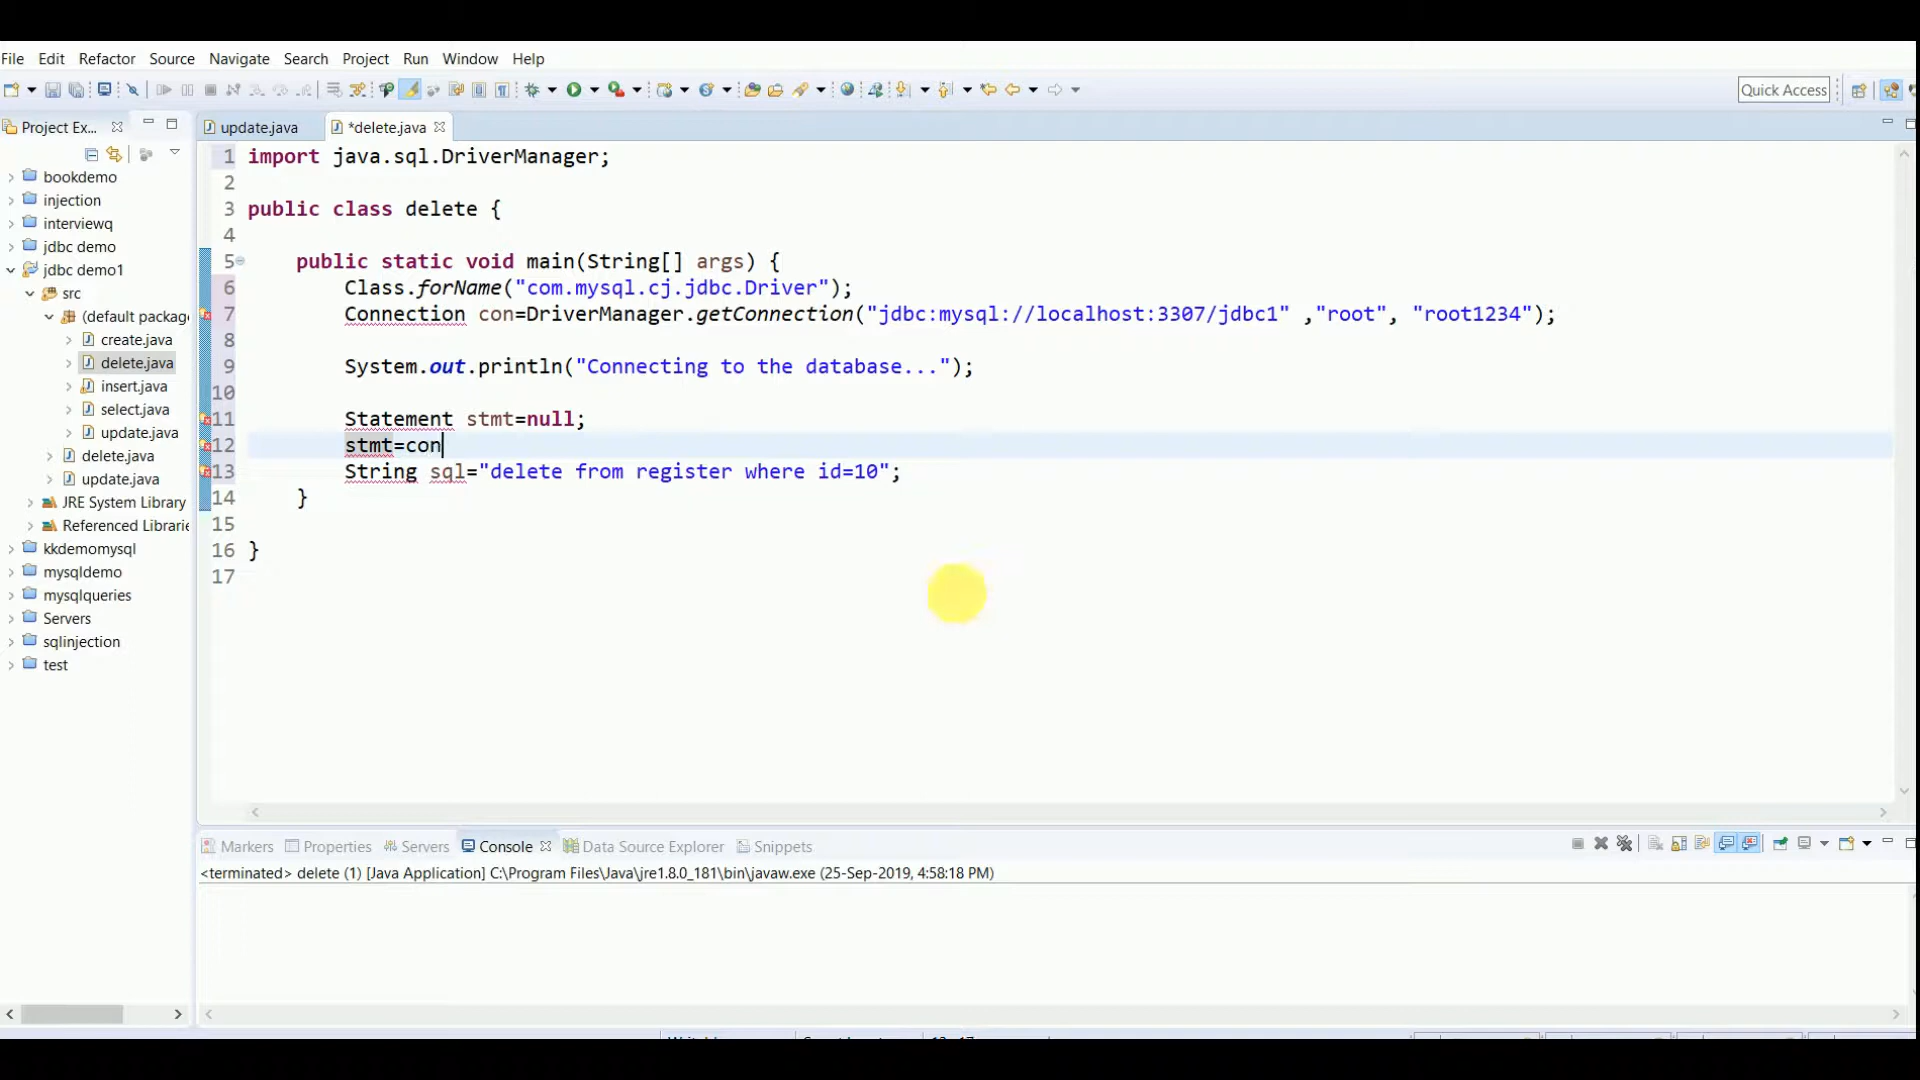 File Edit Refactor Source Navigate Search Project Run Window Help
Quick Access
Project Ex...
update.java
*delete.java
bookdemo
injection
interviewq
jdbc demo
jdbc demo1
src
(default package
create.java
delete.java
insert.java
select.java
update.java
delete.java
update.java
JRE System Library
Referenced Librarie
kkdemomysql
mysqldemo
mysqlqueries
Servers
sqlinjection
test
1 import java.sql.DriverManager;
2
3 public class delete {
4
5 public static void main(String[] args) {
6 Class.forName("com.mysql.cj.jdbc.Driver");
7 Connection con=DriverManager.getConnection("jdbc:mysql://localhost:3307/jdbc1" ,"root", "root1234");
8
9 System.out.println("Connecting to the database...");
10
11 Statement stmt=null;
12 stmt=con
13 String sql="delete from register where id=10";
14 }
15
16 }
17
Markers Properties Servers Console Data Source Explorer Snippets
<terminated> delete (1) [Java Application] C:\Program Files\Java\jre1.8.0_181\bin\javaw.exe (25-Sep-2019, 4:58:18 PM)